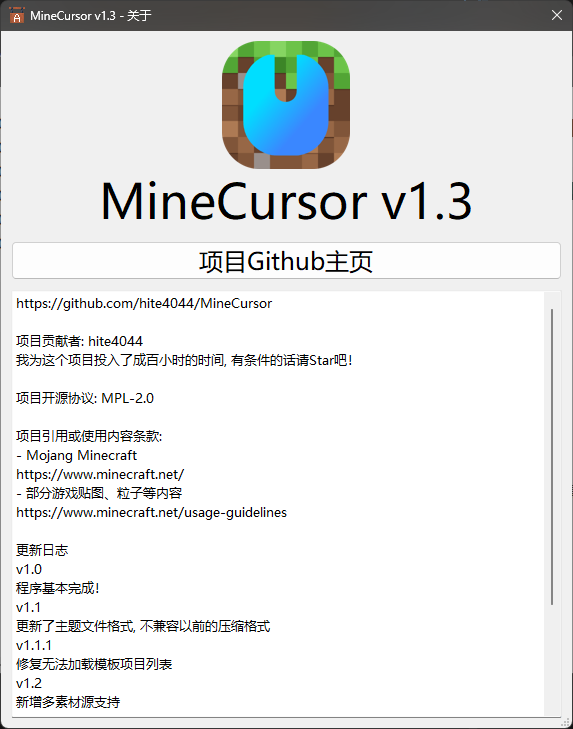 MineCursor v1.3 - 关于
MineCursor v1.3
项目Github主页
https://github.com/hite4044/MineCursor
项目贡献者: hite4044
我为这个项目投入了成百小时的时间, 有条件的话请Star吧!
项目开源协议: MPL-2.0
项目引用或使用内容条款:
- Mojang Minecraft
https://www.minecraft.net/
- 部分游戏贴图、粒子等内容
https://www.minecraft.net/usage-guidelines
更新日志
v1.0
程序基本完成!
v1.1
更新了主题文件格式, 不兼容以前的压缩格式
v1.1.1
修复无法加载模板项目列表
v1.2
新增多素材源支持